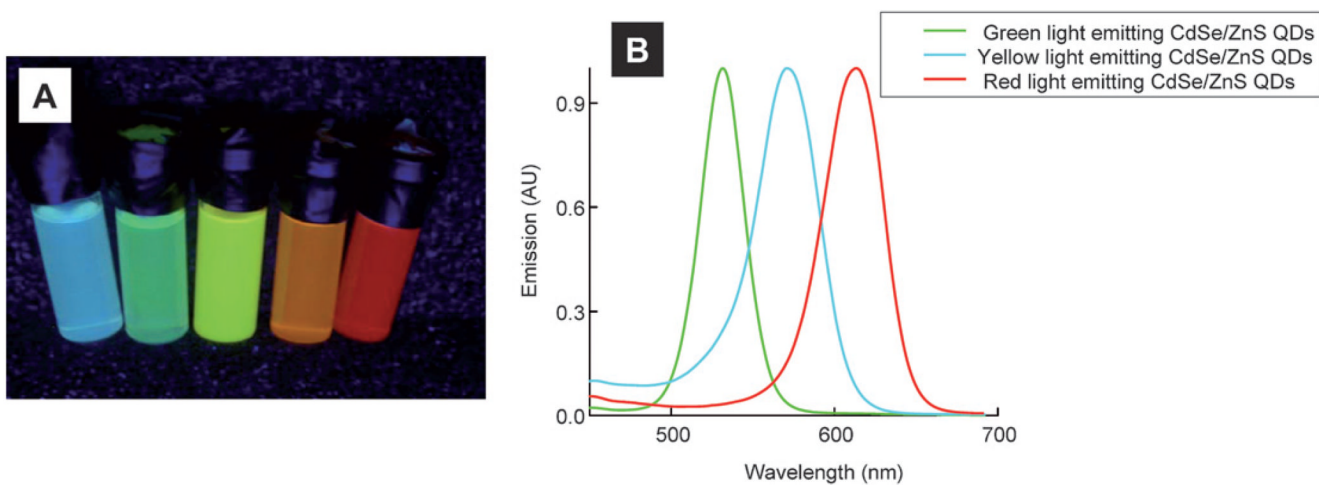 A
B
Green light emitting CdSe/ZnS QDs
Yellow light emitting CdSe/ZnS QDs
Red light emitting CdSe/ZnS QDs
0.9
0.6
0.3
0.0
Emission (AU)
500
600
700
Wavelength (nm)